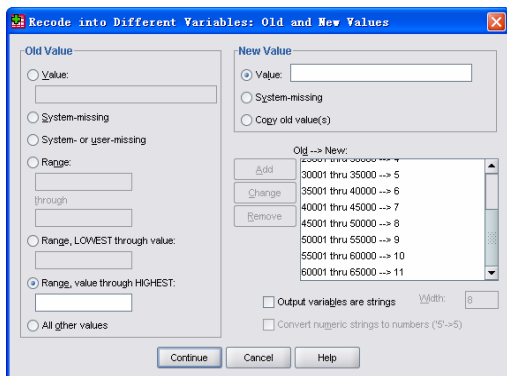 Recode into Different Variables: Old and New Values
Old Value
Value:
System-missing
System- or user-missing
Range:
through
Range, LOWEST through value:
Range, value through HIGHEST:
All other values
New Value
Value:
System-missing
Copy old value(s)
Old --> New:
Add
Change
Remove
25001 thru 30000 --> 4
30001 thru 35000 --> 5
35001 thru 40000 --> 6
40001 thru 45000 --> 7
45001 thru 50000 --> 8
50001 thru 55000 --> 9
55001 thru 60000 --> 10
60001 thru 65000 --> 11
Output variables are strings
Width:
8
Convert numeric strings to numbers ('5'->5)
Continue
Cancel
Help